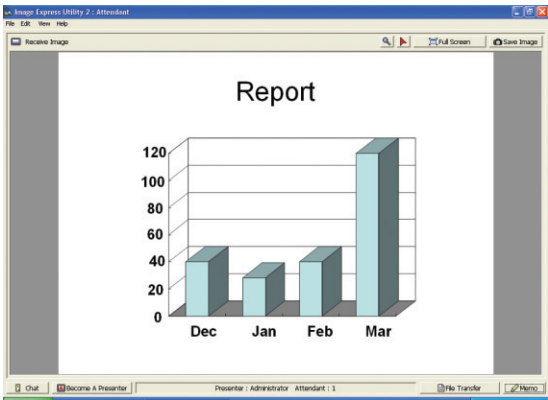 Image Express Utility 2 : Attendant
File Edit View Help
Receive Image Full Screen Save Image
Report
120
100
80
60
40
20
0
Dec Jan Feb Mar
Chat Become A Presenter Presenter : Administrator Attendant : 1 File Transfer Memo